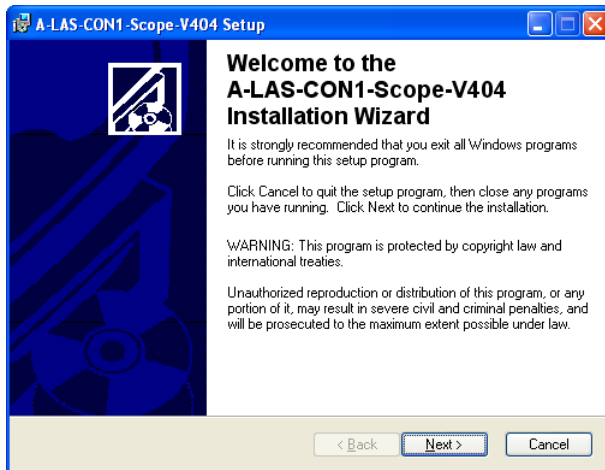 A-LAS-CON1-Scope-V404 Setup
Welcome to the
A-LAS-CON1-Scope-V404
Installation Wizard
It is strongly recommended that you exit all Windows programs
before running this setup program.
Click Cancel to quit the setup program, then close any programs
you have running. Click Next to continue the installation.
WARNING: This program is protected by copyright law and
international treaties.
Unauthorized reproduction or distribution of this program, or any
portion of it, may result in severe civil and criminal penalties, and
will be prosecuted to the maximum extent possible under law.
< Back Next > Cancel